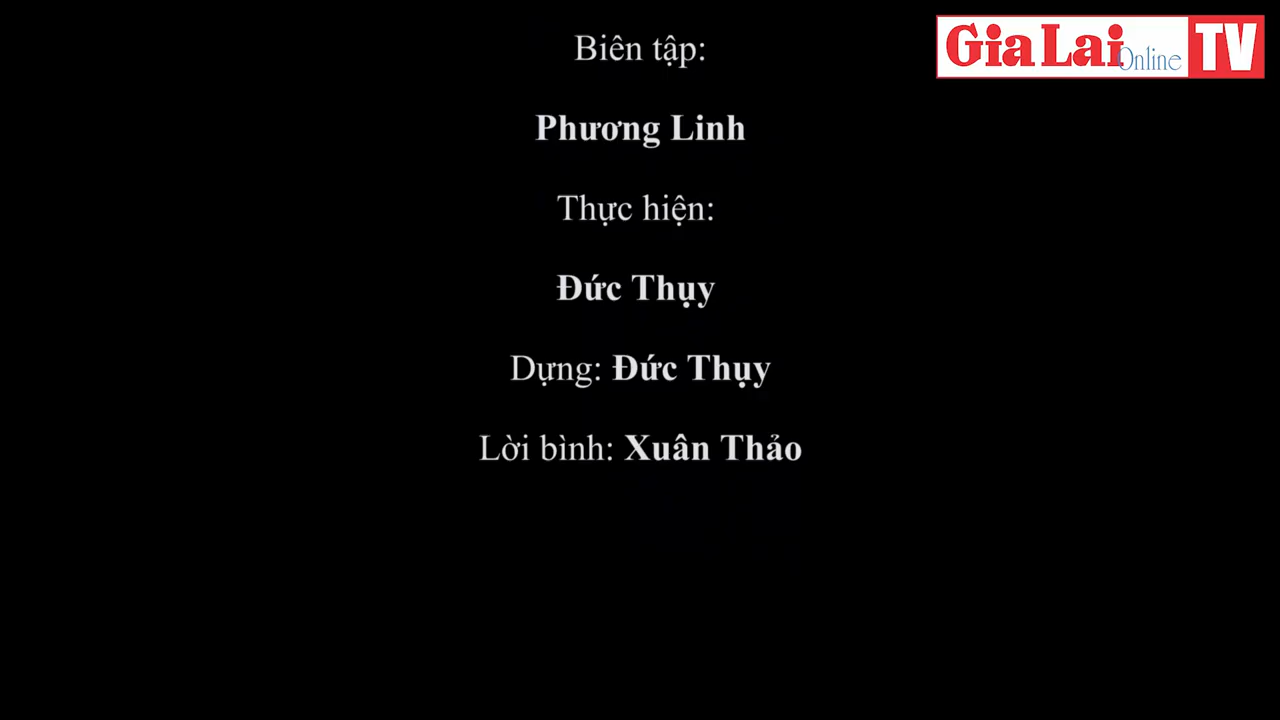 Biên tập:
Gia Lai Online TV
Phương Linh
Thực hiện:
Đức Thụy
Dựng: Đức Thụy
Lời bình: Xuân Thảo